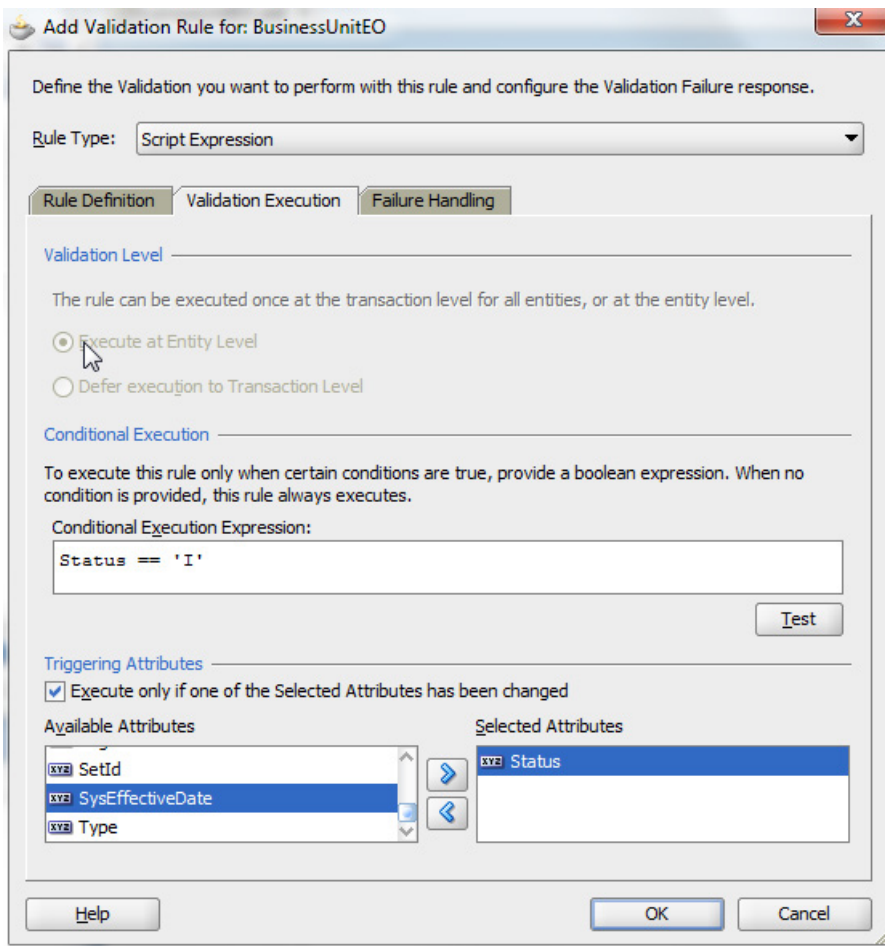 Add Validation Rule for: BusinessUnitEO
Define the Validation you want to perform with this rule and configure the Validation Failure response.
Rule Type: Script Expression
Rule Definition Validation Execution Failure Handling
Validation Level
The rule can be executed once at the transaction level for all entities, or at the entity level.
Execute at Entity Level
Defer execution to Transaction Level
Conditional Execution
To execute this rule only when certain conditions are true, provide a boolean expression. When no
condition is provided, this rule always executes.
Conditional Execution Expression:
Status == 'I'
Test
Triggering Attributes
Execute only if one of the Selected Attributes has been changed
Available Attributes Selected Attributes
XYZ SetId
XYZ SysEffectiveDate
XYZ Type
XYZ Status
Help OK Cancel